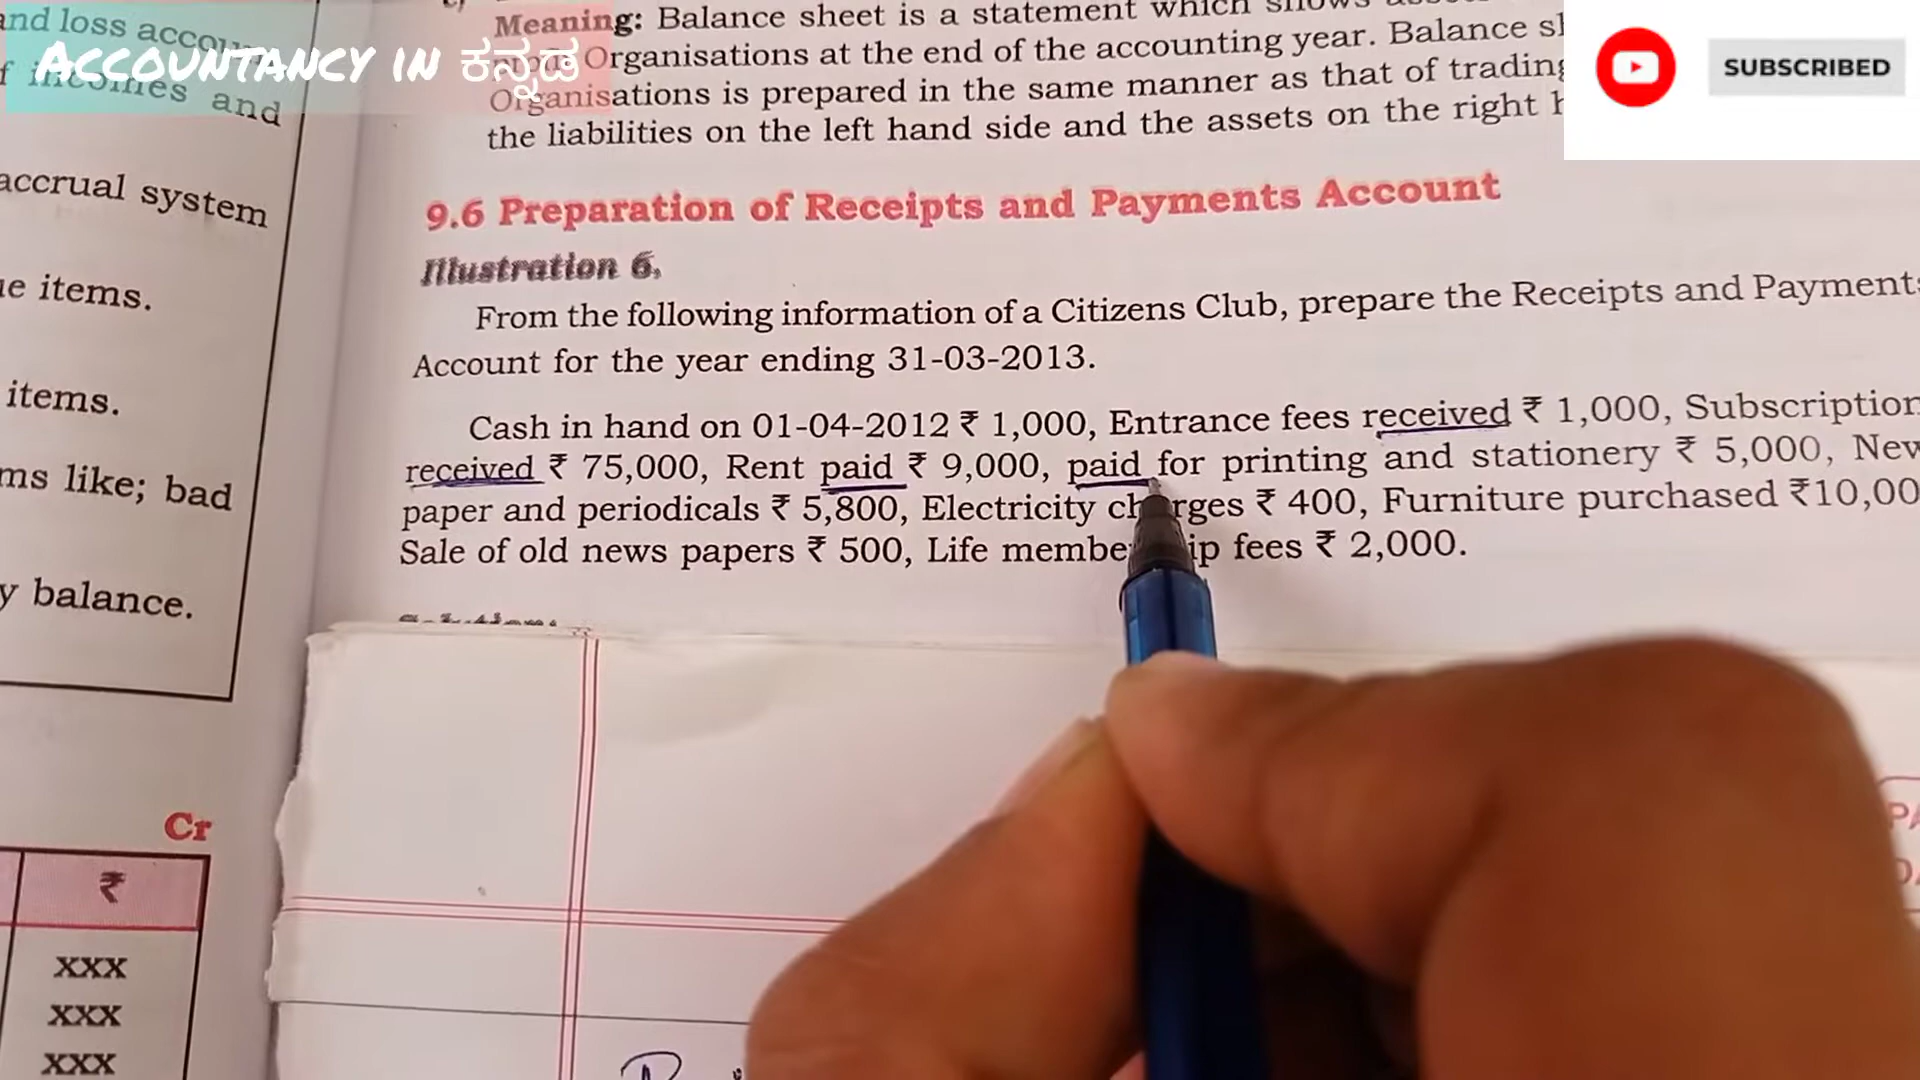 and loss
f incomes and
accrual system
ue items.
items.
ms like; bad
y balance.
Cr
₹
xxx
xxx
xxx
ACCOUNTANCY IN ಕನ್ನಡ
SUBSCRIBED
Meaning: Balance sheet is a statement which shows
Organisations at the end of the accounting year. Balance
Organisations is prepared in the same manner as that of trading
the liabilities on the left hand side and the assets on the right
9.6 Preparation of Receipts and Payments Account
Illustration 6.
From the following information of a Citizens Club, prepare the Receipts and Payments
Account for the year ending 31-03-2013.
Cash in hand on 01-04-2012 ₹ 1,000, Entrance fees received ₹ 1,000, Subscription
received ₹ 75,000, Rent paid ₹ 9,000, paid for printing and stationery ₹ 5,000, New
paper and periodicals ₹ 5,800, Electricity charges ₹ 400, Furniture purchased ₹10,00
Sale of old news papers ₹ 500, Life membership fees ₹ 2,000.